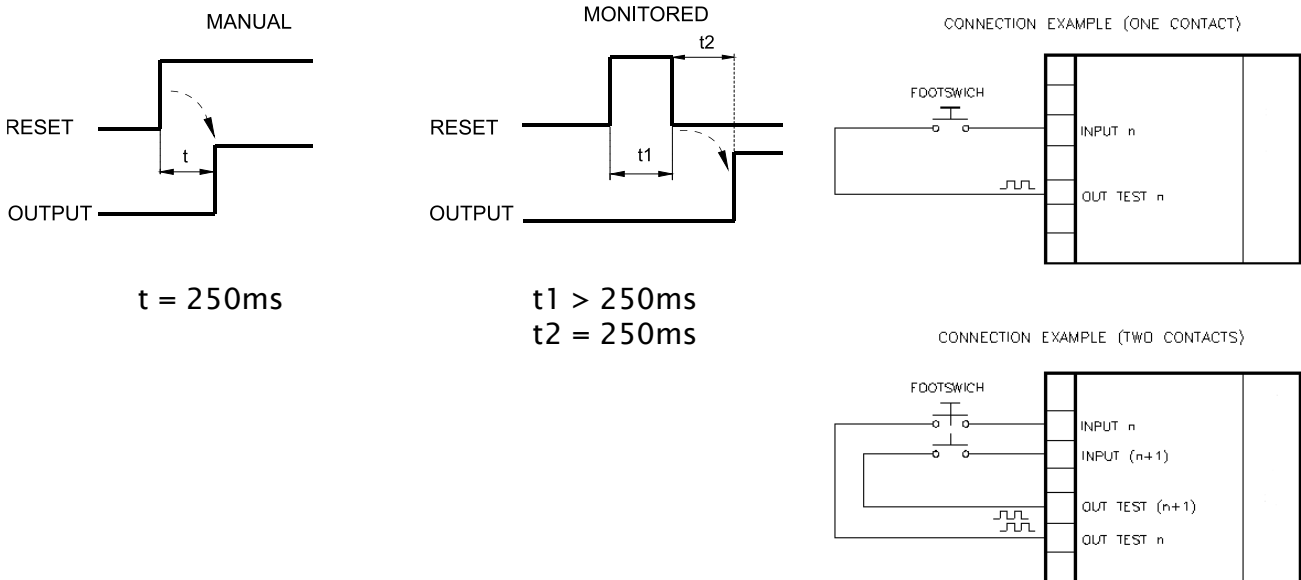 MANUAL
RESET
t
OUTPUT
t = 250ms
MONITORED
t2
RESET
t1
OUTPUT
t1 > 250ms
t2 = 250ms
CONNECTION EXAMPLE (ONE CONTACT)
FOOTSWICH
INPUT n
OUT TEST n
CONNECTION EXAMPLE (TWO CONTACTS)
FOOTSWICH
INPUT n
INPUT (n+1)
OUT TEST (n+1)
OUT TEST n